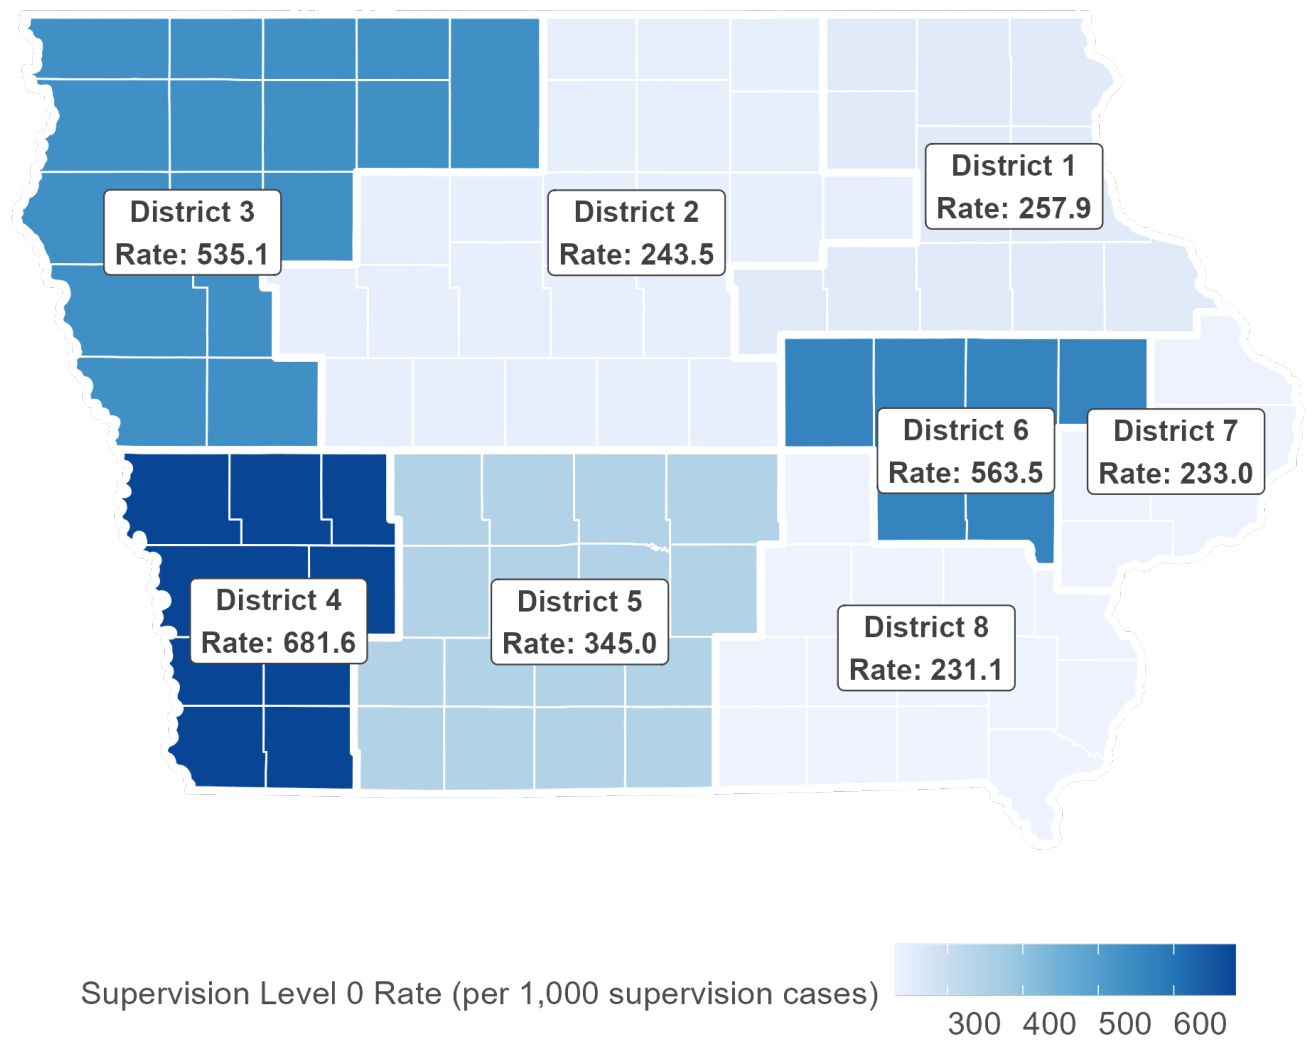 District 1
Rate: 257.9
District 3
Rate: 535.1
District 2
Rate: 243.5
District 6
Rate: 563.5
District 7
Rate: 233.0
District 4
Rate: 681.6
District 5
Rate: 345.0
District 8
Rate: 231.1
Supervision Level 0 Rate (per 1,000 supervision cases)
300 400 500 600